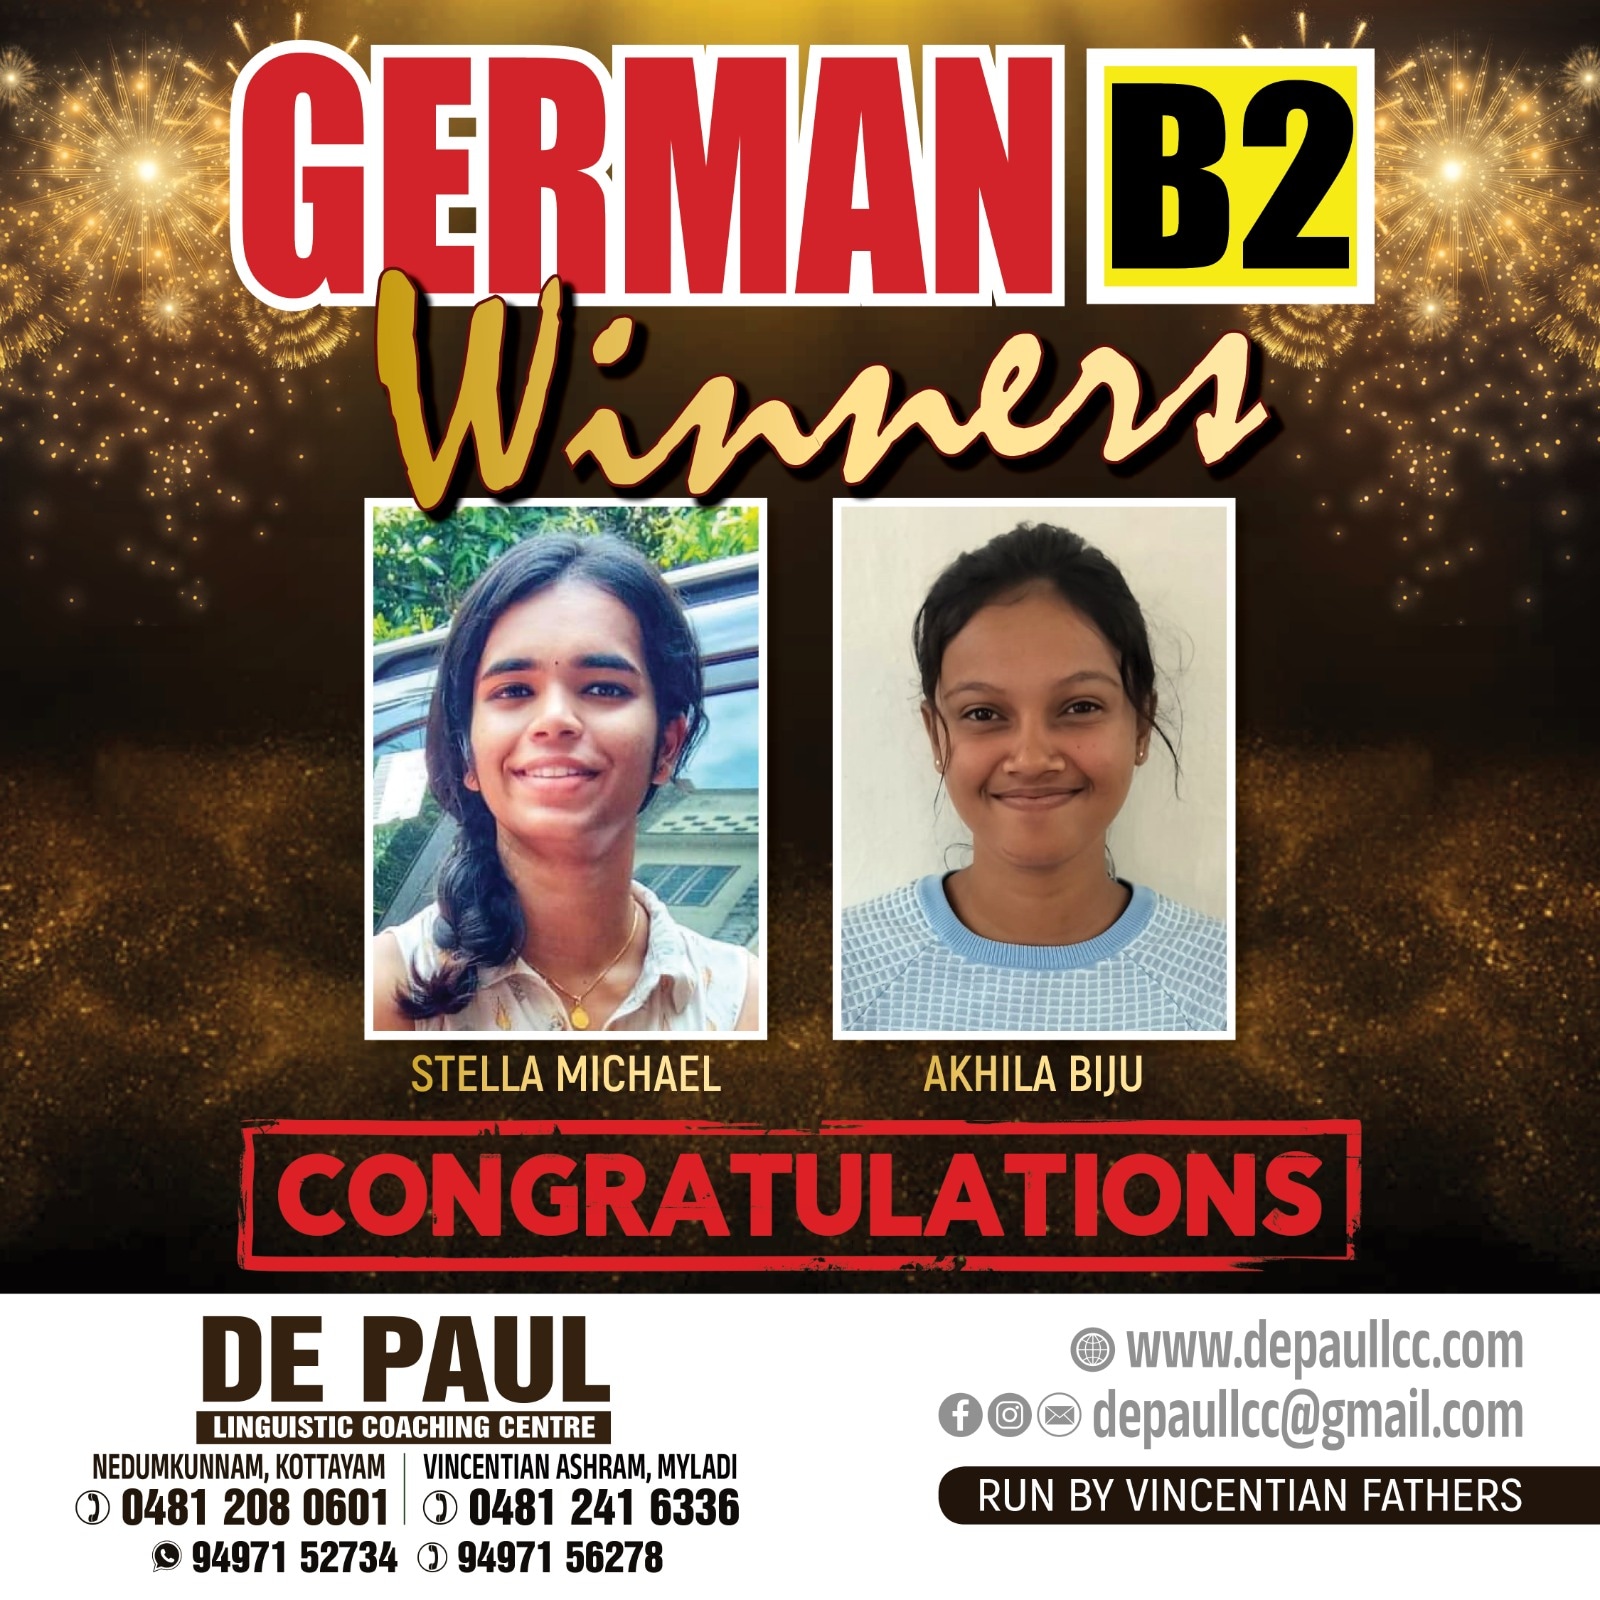 GERMAN B2
Winners
STELLA MICHAEL
AKHILA BIJU
CONGRATULATIONS
DE PAUL
LINGUISTIC COACHING CENTRE
NEDUMKUNNAM, KOTTAYAM
0481 208 0601
VINCENTIAN ASHRAM, MYLADI
0481 241 6336
94971 52734
94971 56278
www.depaullcc.com
depaullcc@gmail.com
RUN BY VINCENTIAN FATHERS